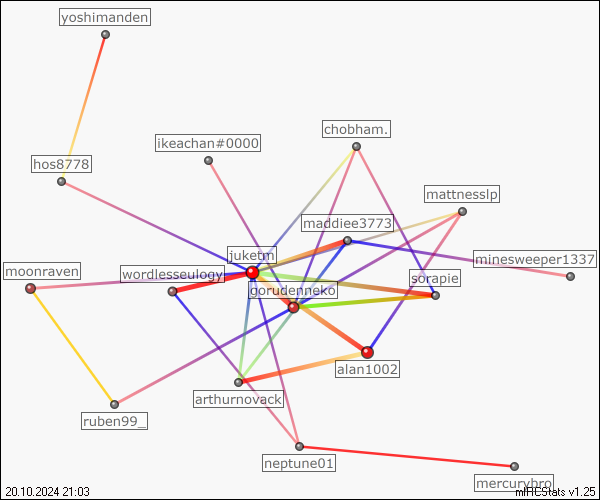 yoshimanden
chobham.
ikeachan#0000
hos8778
mattnesslp
maddiee3773
juketm
minesweeper1337
moonraven
wordlesseulogy
sorapie
gorudenneko
alan1002
arthurnovack
ruben99_
neptune01
mercurybro
20.10.2024 21:03
mIRCStats v1.25